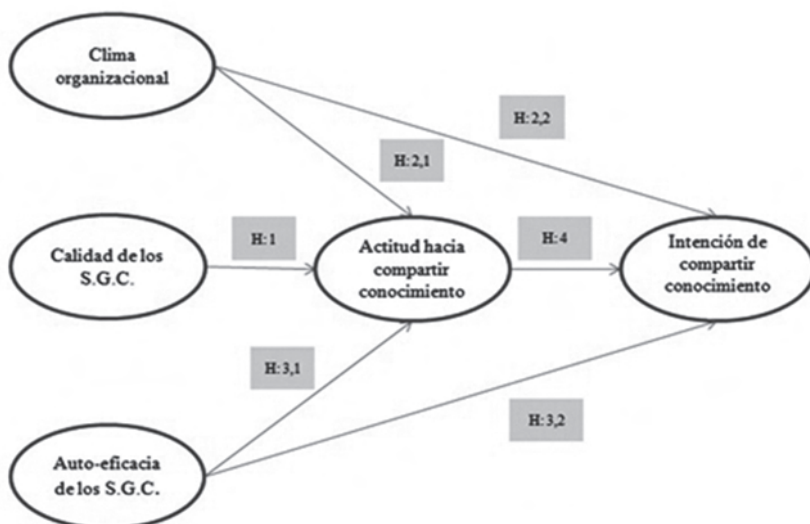 Clima
organizacional
H: 2,2
H: 2,1
Calidad de los
S.G.C.
H: 1
Actitud hacia
compartir
conocimiento
H: 4
Intención de
compartir
conocimiento
H: 3,1
H: 3,2
Auto-eficacia
de los S.G.C.